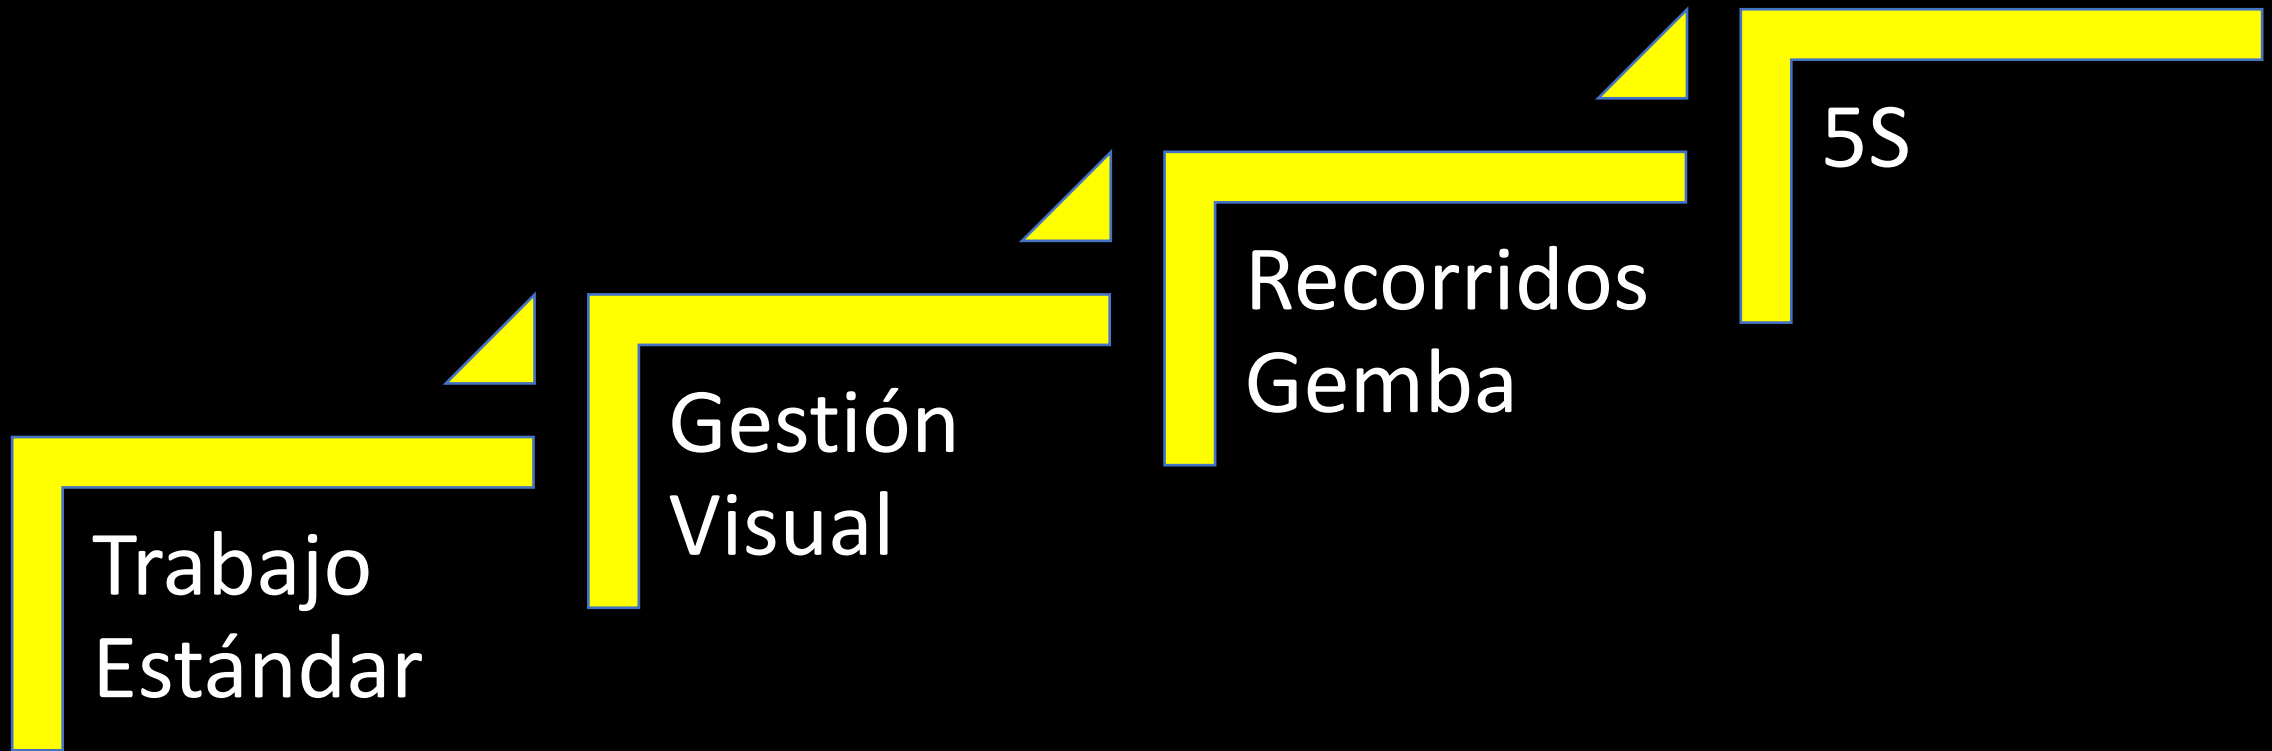 Trabajo
Estándar
Gestión
Visual
Recorridos
Gemba
5S